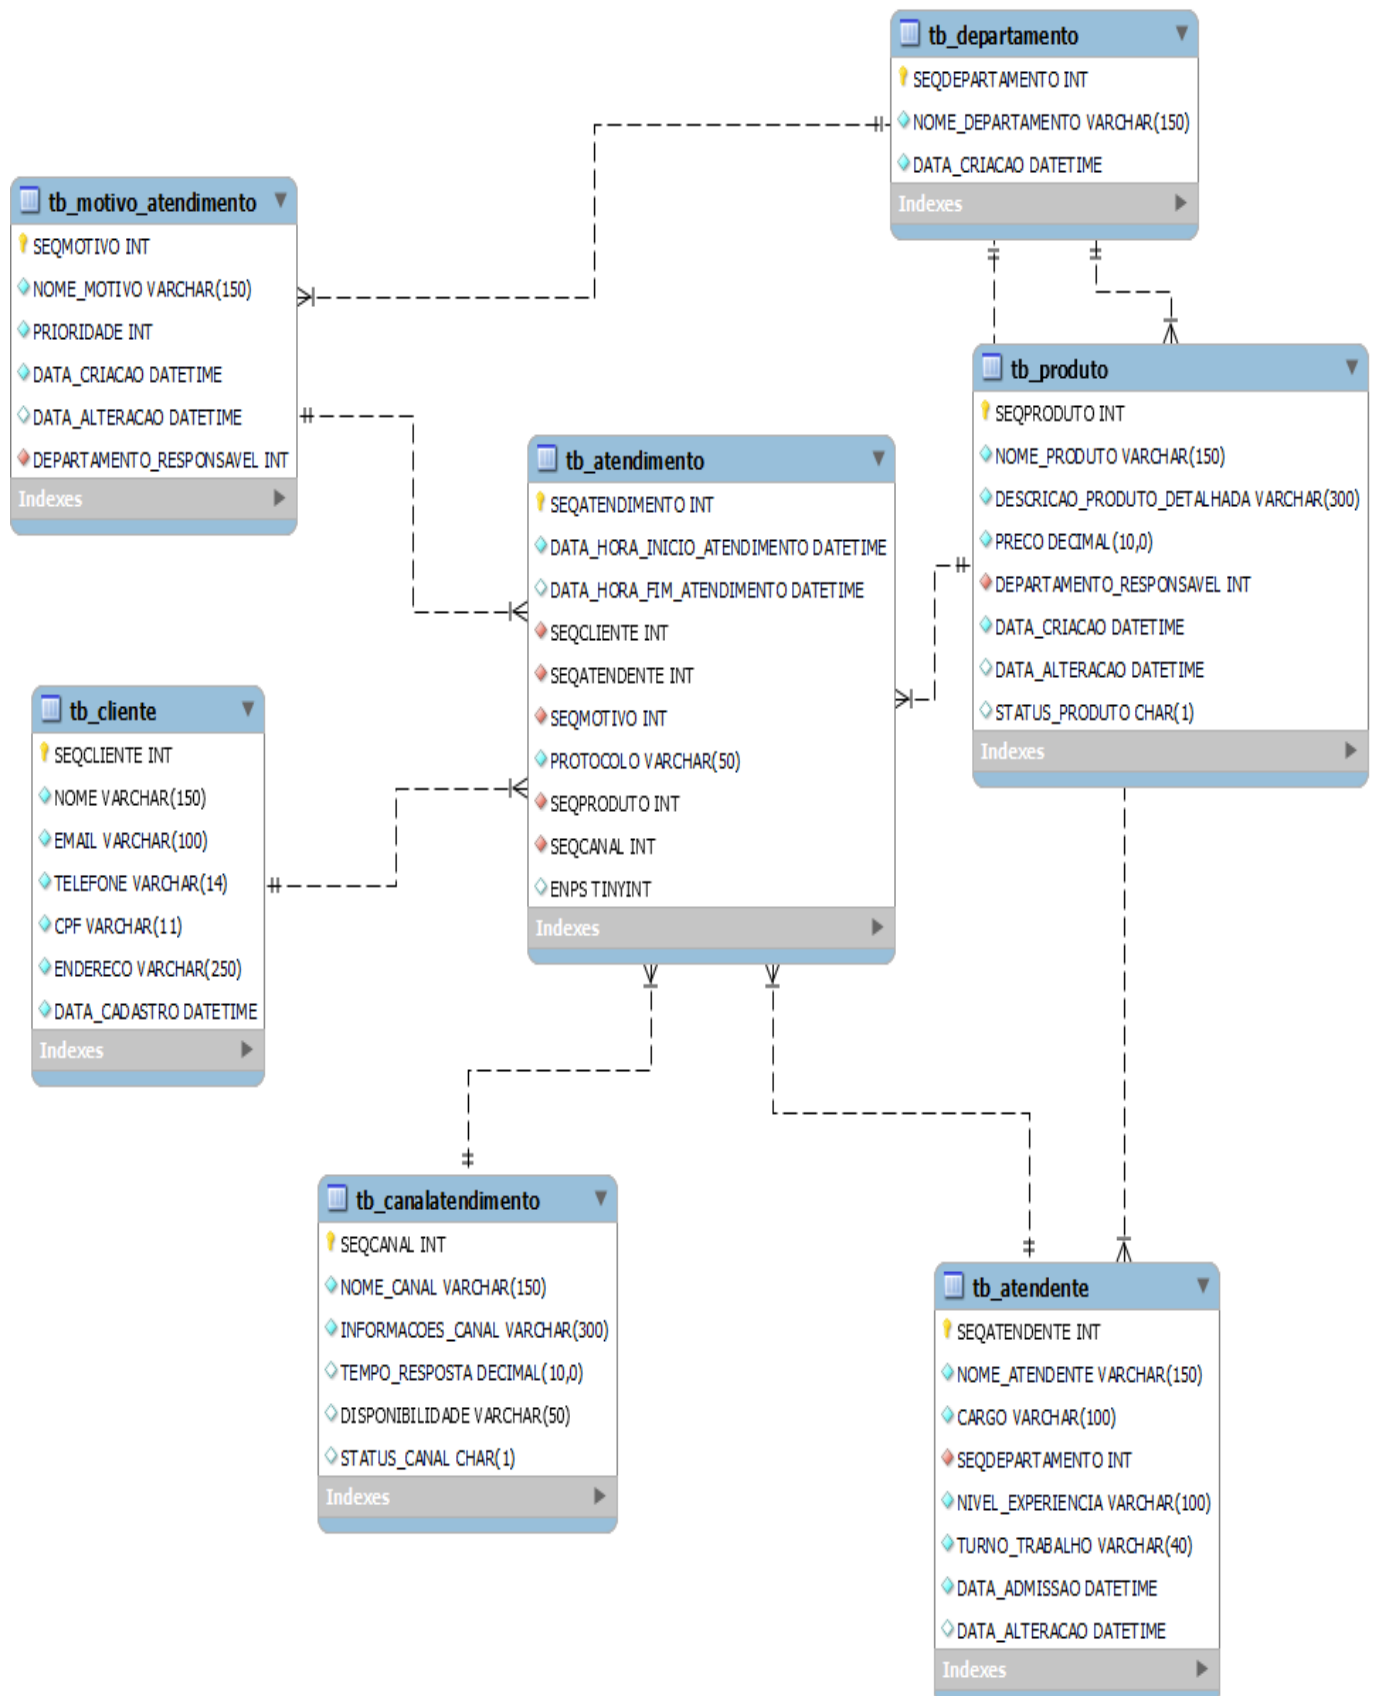 tb_departamento
SEQDEPARTAMENTO INT
NOME_DEPARTAMENTO VARCHAR(150)
DATA_CRIACAO DATETIME
Indexes
tb_motivo_atendimento
SEQMOTIVO INT
NOME_MOTIVO VARCHAR(150)
PRIORIDADE INT
DATA_CRIACAO DATETIME
DATA_ALTERACAO DATETIME
DEPARTAMENTO_RESPONSAVEL INT
Indexes
tb_produto
SEQPRODUTO INT
NOME_PRODUTO VARCHAR(150)
DESCRICAO_PRODUTO_DETALHADA VARCHAR(300)
PRECO DECIMAL(10,0)
DEPARTAMENTO_RESPONSAVEL INT
DATA_CRIACAO DATETIME
DATA_ALTERACAO DATETIME
STATUS_PRODUTO CHAR(1)
Indexes
tb_atendimento
SEQATENDIMENTO INT
DATA_HORA_INICIO_ATENDIMENTO DATETIME
DATA_HORA_FIM_ATENDIMENTO DATETIME
SEQCLIENTE INT
SEQATENDENTE INT
SEQMOTIVO INT
PROTOCOLO VARCHAR(50)
SEQPRODUTO INT
SEQCANAL INT
ENPS TINYINT
Indexes
tb_cliente
SEQCLIENTE INT
NOME VARCHAR(150)
EMAIL VARCHAR(100)
TELEFONE VARCHAR(14)
CPF VARCHAR(11)
ENDERECO VARCHAR(250)
DATA_CADASTRO DATETIME
Indexes
tb_canalatendimento
SEQCANAL INT
NOME_CANAL VARCHAR(150)
INFORMACOES_CANAL VARCHAR(300)
TEMPO_RESPOSTA DECIMAL(10,0)
DISPONIBILIDADE VARCHAR(50)
STATUS_CANAL CHAR(1)
Indexes
tb_atendente
SEQATENDENTE INT
NOME_ATENDENTE VARCHAR(150)
CARGO VARCHAR(100)
SEQDEPARTAMENTO INT
NIVEL_EXPERIENCIA VARCHAR(100)
TURNO_TRABALHO VARCHAR(40)
DATA_ADMISSAO DATETIME
DATA_ALTERACAO DATETIME
Indexes